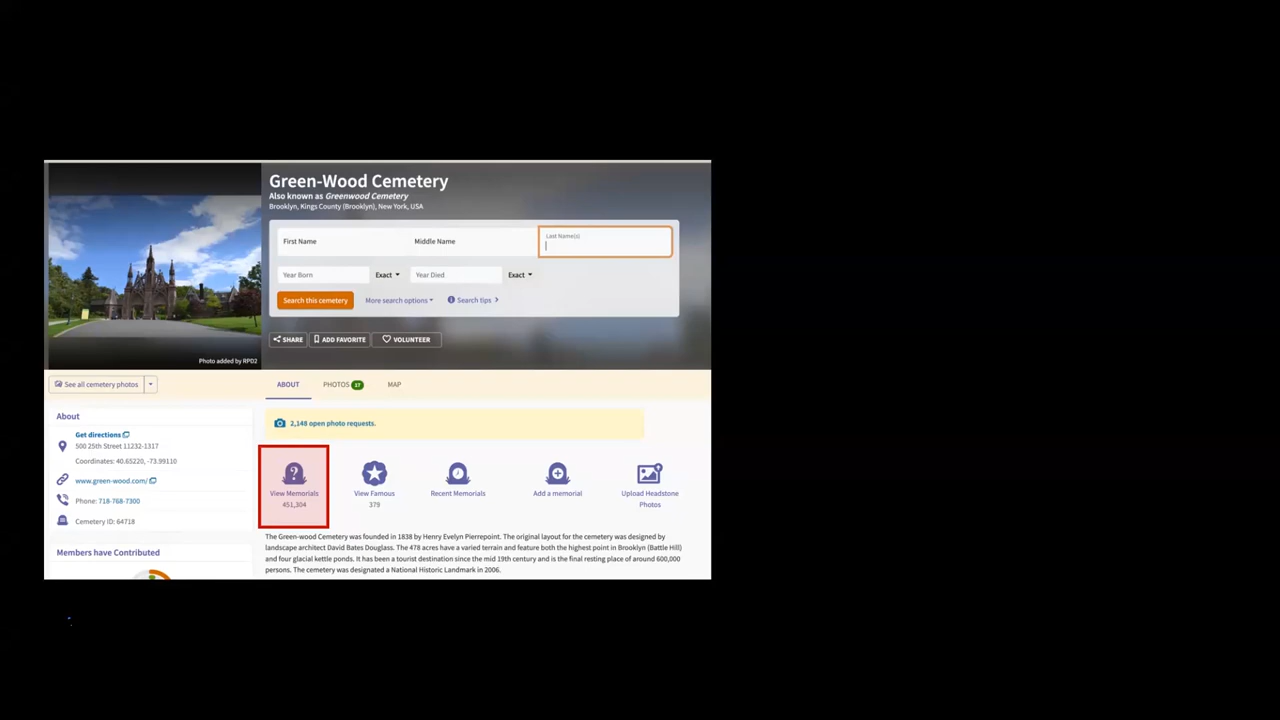 Green-Wood Cemetery
Also known as Greenwood Cemetery
Brooklyn, Kings County (Brooklyn), New York, USA
First Name
Middle Name
Last Name(s)
Year Born
Exact
Year Died
Exact
Search this cemetery
More search options
Search tips
SHARE
ADD FAVORITE
VOLUNTEER
Photo added by RPD2
See all cemetery photos
ABOUT
PHOTOS 17
MAP
About
Get directions
500 25th Street 11232-1317
Coordinates: 40.65220, -73.99110
www.green-wood.com/
Phone: 718-768-7300
Cemetery ID: 64718
Members have Contributed
2,148 open photo requests.
View Memorials
451,304
View Famous
379
Recent Memorials
Add a memorial
Upload Headstone
Photos
The Green-wood Cemetery was founded in 1838 by Henry Evelyn Pierrepont. The original layout for the cemetery was designed by
landscape architect David Bates Douglass. The 478 acres have a varied terrain and feature both the highest point in Brooklyn (Battle Hill)
and four glacial kettle ponds. It has been a tourist destination since the mid 19th century and is the final resting place of around 600,000
persons. The cemetery was designated a National Historic Landmark in 2006.